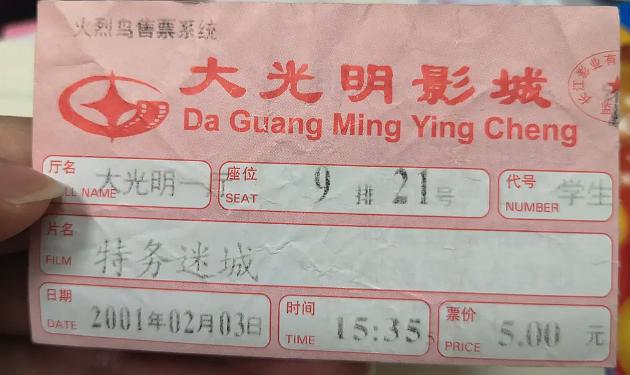 火烈鸟售票系统
大光明影城
Da Guang Ming Ying Cheng
厅名 大光明一厅 座位 9 排 21 号 代号 学生
NAME SEAT NUMBER
片名
FILM 特务迷城
日期 时间 票价
DATE 2001年02月03日 TIME 15:35 PRICE 5.00 元